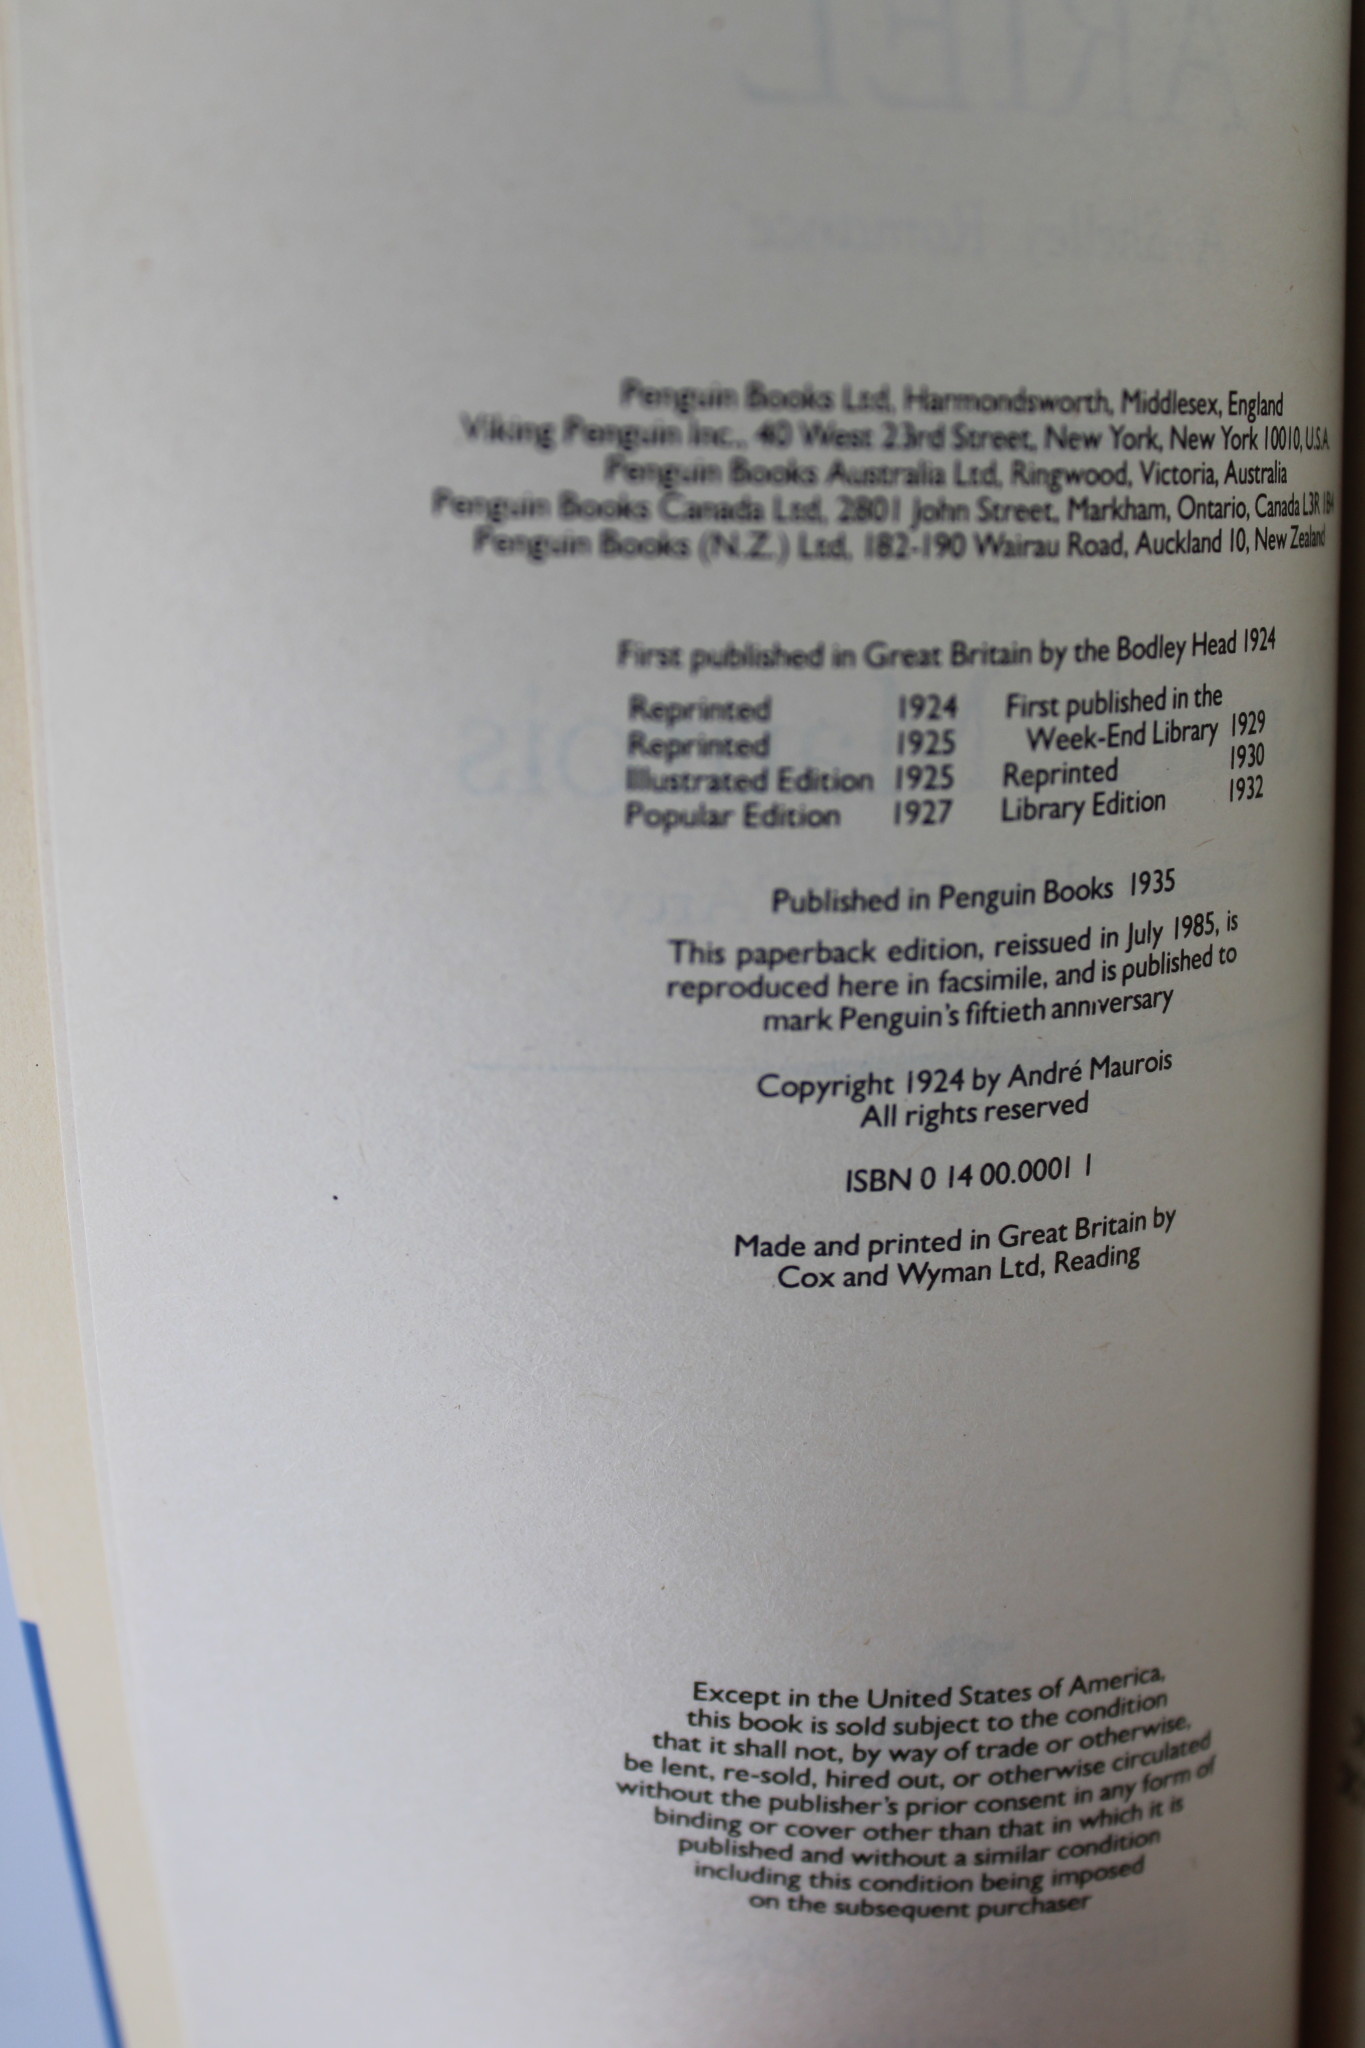 Penguin Books Ltd, Harmondsworth, Middlesex, England
Viking Penguin Inc., 40 West 23rd Street, New York, New York 10010, U.S.A.
Penguin Books Australia Ltd, Ringwood, Victoria, Australia
Penguin Books Canada Ltd, 2801 John Street, Markham, Ontario, Canada L3R 1B4
Penguin Books (N.Z.) Ltd, 182-190 Wairau Road, Auckland 10, New Zealand
First published in Great Britain by the Bodley Head 1924
Reprinted 1924
Reprinted 1925
Illustrated Edition 1925
Popular Edition 1927
First published in the
Week-End Library 1929
Reprinted 1930
Library Edition 1932
Published in Penguin Books 1935
This paperback edition, reissued in July 1985, is
reproduced here in facsimile, and is published to
mark Penguin's fiftieth anniversary
Copyright 1924 by André Maurois
All rights reserved
ISBN 0 14 00.0001 1
Made and printed in Great Britain by
Cox and Wyman Ltd, Reading
Except in the United States of America,
this book is sold subject to the condition
that it shall not, by way of trade or otherwise,
be lent, re-sold, hired out, or otherwise circulated
without the publisher's prior consent in any form of
binding or cover other than that in which it is
published and without a similar condition
including this condition being imposed
on the subsequent purchaser